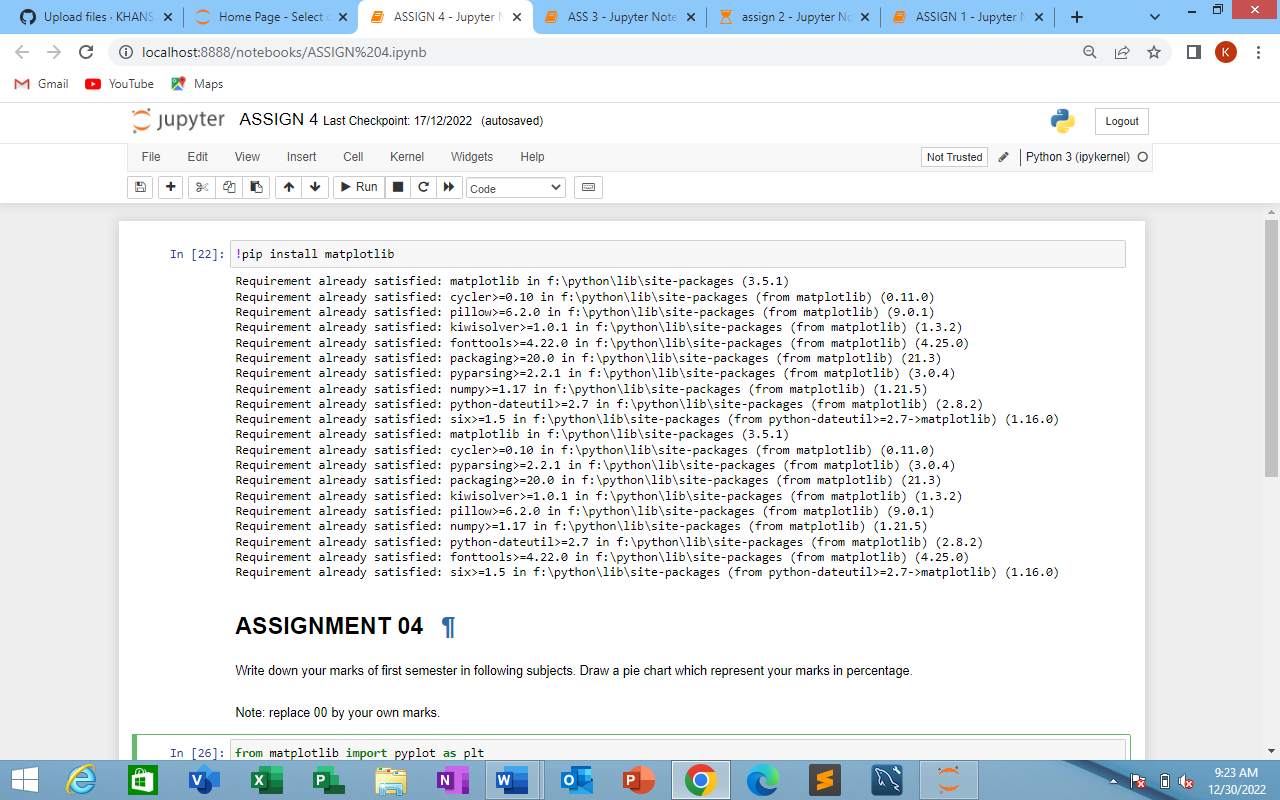 Upload files · KHANS
Home Page - Select
ASSIGN 4 - Jupyter N
ASS 3 - Jupyter Note
assign 2 - Jupyter No
ASSIGN 1 - Jupyter N
localhost:8888/notebooks/ASSIGN%204.ipynb
K
Gmail
YouTube
Maps
jupyter ASSIGN 4 Last Checkpoint: 17/12/2022 (autosaved)
Logout
File Edit View Insert Cell Kernel Widgets Help
Not Trusted
Python 3 (ipykernel)
Run
Code
In [22]: !pip install matplotlib
Requirement already satisfied: matplotlib in f:\python\lib\site-packages (3.5.1)
Requirement already satisfied: cycler>=0.10 in f:\python\lib\site-packages (from matplotlib) (0.11.0)
Requirement already satisfied: pillow>=6.2.0 in f:\python\lib\site-packages (from matplotlib) (9.0.1)
Requirement already satisfied: kiwisolver>=1.0.1 in f:\python\lib\site-packages (from matplotlib) (1.3.2)
Requirement already satisfied: fonttools>=4.22.0 in f:\python\lib\site-packages (from matplotlib) (4.25.0)
Requirement already satisfied: packaging>=20.0 in f:\python\lib\site-packages (from matplotlib) (21.3)
Requirement already satisfied: pyparsing>=2.2.1 in f:\python\lib\site-packages (from matplotlib) (3.0.4)
Requirement already satisfied: numpy>=1.17 in f:\python\lib\site-packages (from matplotlib) (1.21.5)
Requirement already satisfied: python-dateutil>=2.7 in f:\python\lib\site-packages (from matplotlib) (2.8.2)
Requirement already satisfied: six>=1.5 in f:\python\lib\site-packages (from python-dateutil>=2.7->matplotlib) (1.16.0)
Requirement already satisfied: matplotlib in f:\python\lib\site-packages (3.5.1)
Requirement already satisfied: cycler>=0.10 in f:\python\lib\site-packages (from matplotlib) (0.11.0)
Requirement already satisfied: pyparsing>=2.2.1 in f:\python\lib\site-packages (from matplotlib) (3.0.4)
Requirement already satisfied: packaging>=20.0 in f:\python\lib\site-packages (from matplotlib) (21.3)
Requirement already satisfied: kiwisolver>=1.0.1 in f:\python\lib\site-packages (from matplotlib) (1.3.2)
Requirement already satisfied: pillow>=6.2.0 in f:\python\lib\site-packages (from matplotlib) (9.0.1)
Requirement already satisfied: numpy>=1.17 in f:\python\lib\site-packages (from matplotlib) (1.21.5)
Requirement already satisfied: python-dateutil>=2.7 in f:\python\lib\site-packages (from matplotlib) (2.8.2)
Requirement already satisfied: fonttools>=4.22.0 in f:\python\lib\site-packages (from matplotlib) (4.25.0)
Requirement already satisfied: six>=1.5 in f:\python\lib\site-packages (from python-dateutil>=2.7->matplotlib) (1.16.0)
ASSIGNMENT 04 ¶
Write down your marks of first semester in following subjects. Draw a pie chart which represent your marks in percentage.
Note: replace 00 by your own marks.
In [26]: from matplotlib import pyplot as plt
9:23 AM
12/30/2022